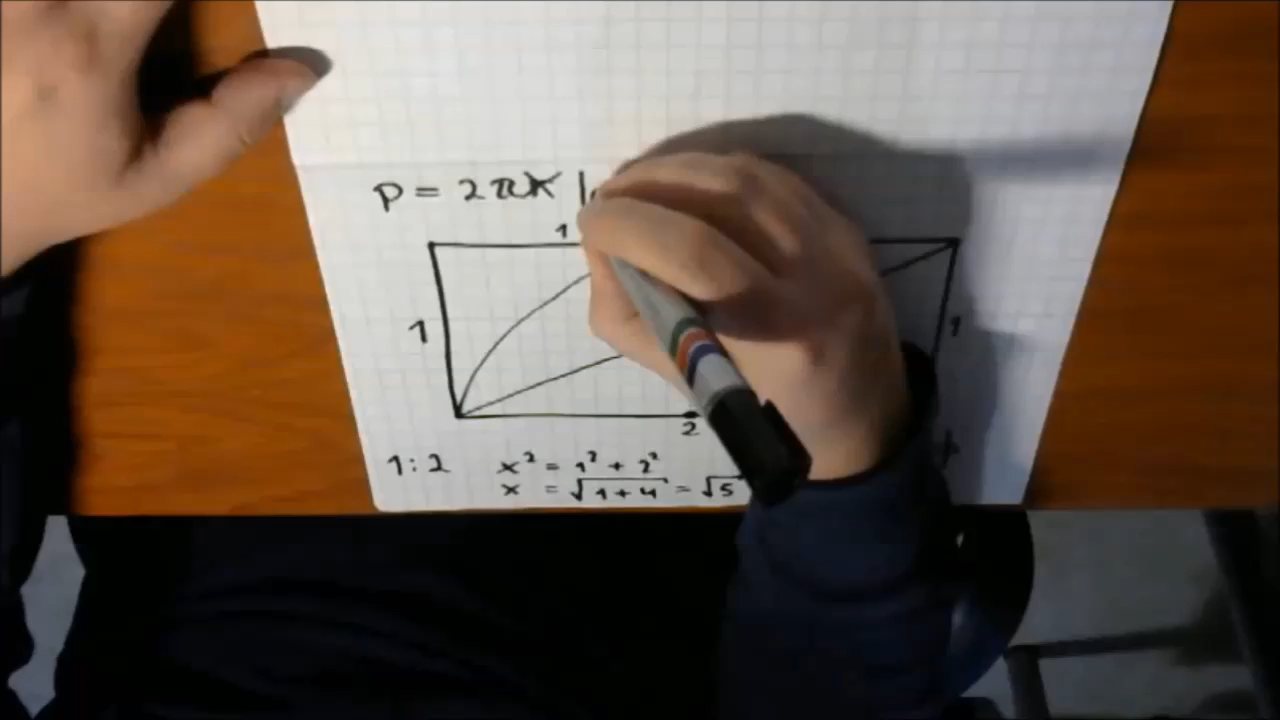 p = 2πx
1
1 1
2
1:2 x² = 1² + 2²
x = √1+4 = √5